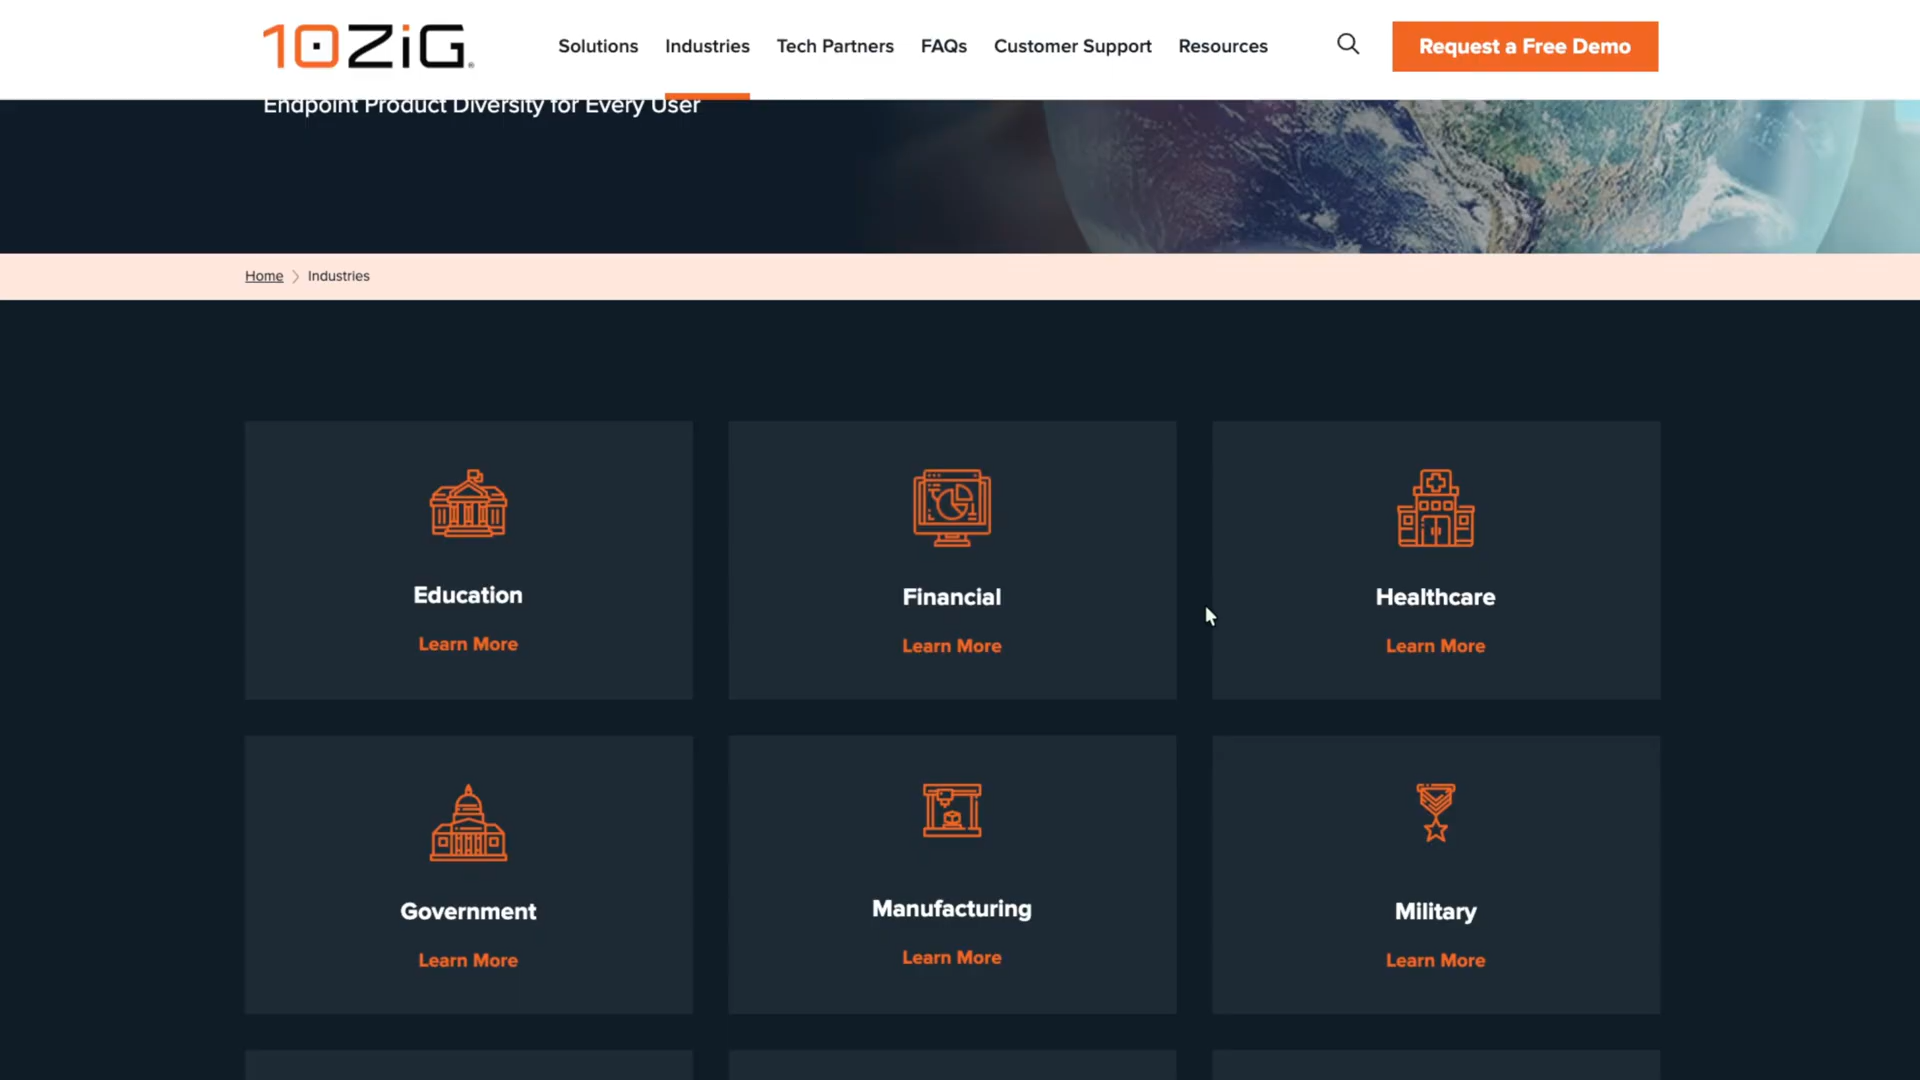 10ZiG
Solutions
Industries
Tech Partners
FAQs
Customer Support
Resources
Request a Free Demo
Endpoint Product Diversity for Every User
Home
Industries
Education
Learn More
Financial
Learn More
Healthcare
Learn More
Government
Learn More
Manufacturing
Learn More
Military
Learn More